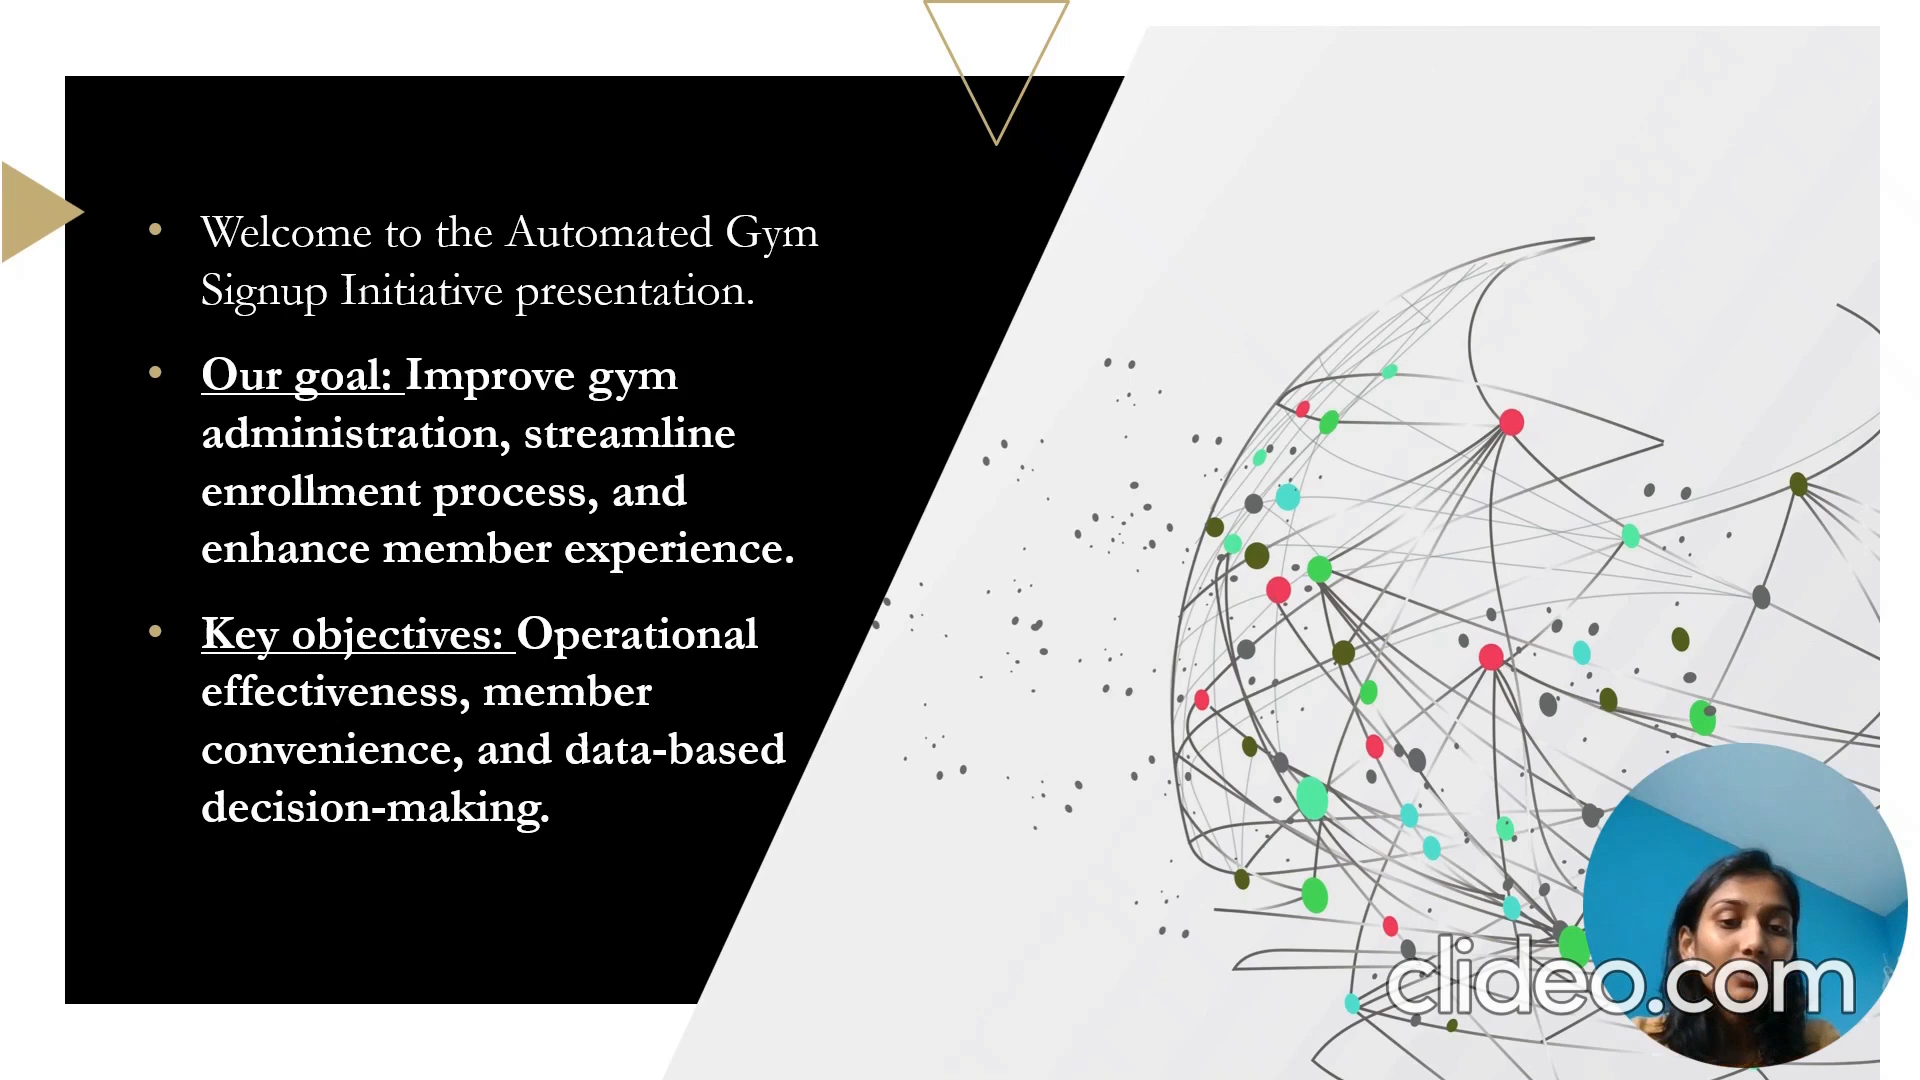 Welcome to the Automated Gym
Signup Initiative presentation.
Our goal: Improve gym
administration, streamline
enrollment process, and
enhance member experience.
Key objectives: Operational
effectiveness, member
convenience, and data-based
decision-making.
clideo.com